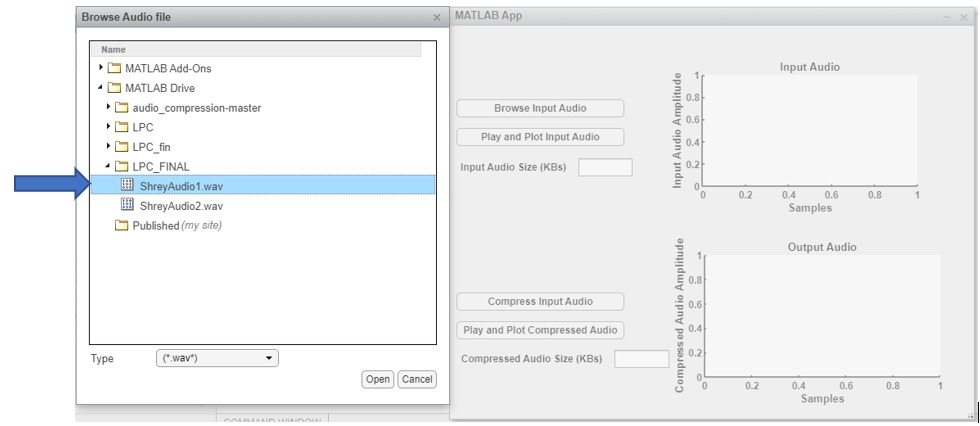 Browse Audio file
Name
MATLAB Add-Ons
MATLAB Drive
audio_compression-master
LPC
LPC_fin
LPC_FINAL
ShreyAudio1.wav
ShreyAudio2.wav
Published (my site)
Type
(*.wav*)
Open
Cancel
MATLAB App
Browse Input Audio
Play and Plot Input Audio
Input Audio Size (KBs)
Input Audio
Input Audio Amplitude
1
0.8
0.6
0.4
0.2
0
0 0.2 0.4 0.6 0.8 1
Samples
Compress Input Audio
Play and Plot Compressed Audio
Compressed Audio Size (KBs)
Output Audio
Compressed Audio Amplitude
1
0.8
0.6
0.4
0.2
0
0 0.2 0.4 0.6 0.8 1
Samples
COMMAND WINDOW